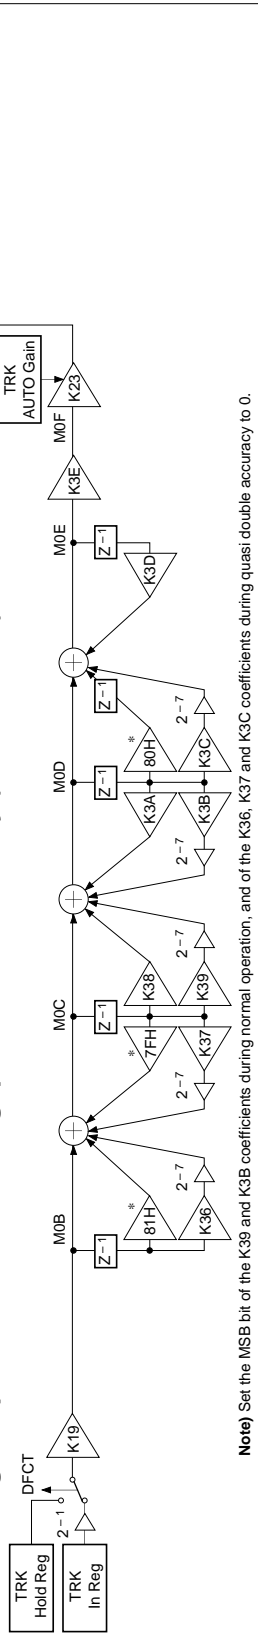 TRK
Hold Reg
TRK
In Reg
2 – 1
DFCT
K19
M0B
Z – 1
81H
*
K36
2 – 7
7FH
*
K37
2 – 7
M0C
Z – 1
K38
K39
2 – 7
K3A
K3B
2 – 7
M0D
Z – 1
80H
*
K3C
2 – 7
Z – 1
K3D
Z – 1
M0E
K3E
M0F
K23
TRK
AUTO Gain
Note) Set the MSB bit of the K39 and K3B coefficients during normal operation, and of the K36, K37 and K3C coefficients during quasi double accuracy to 0.